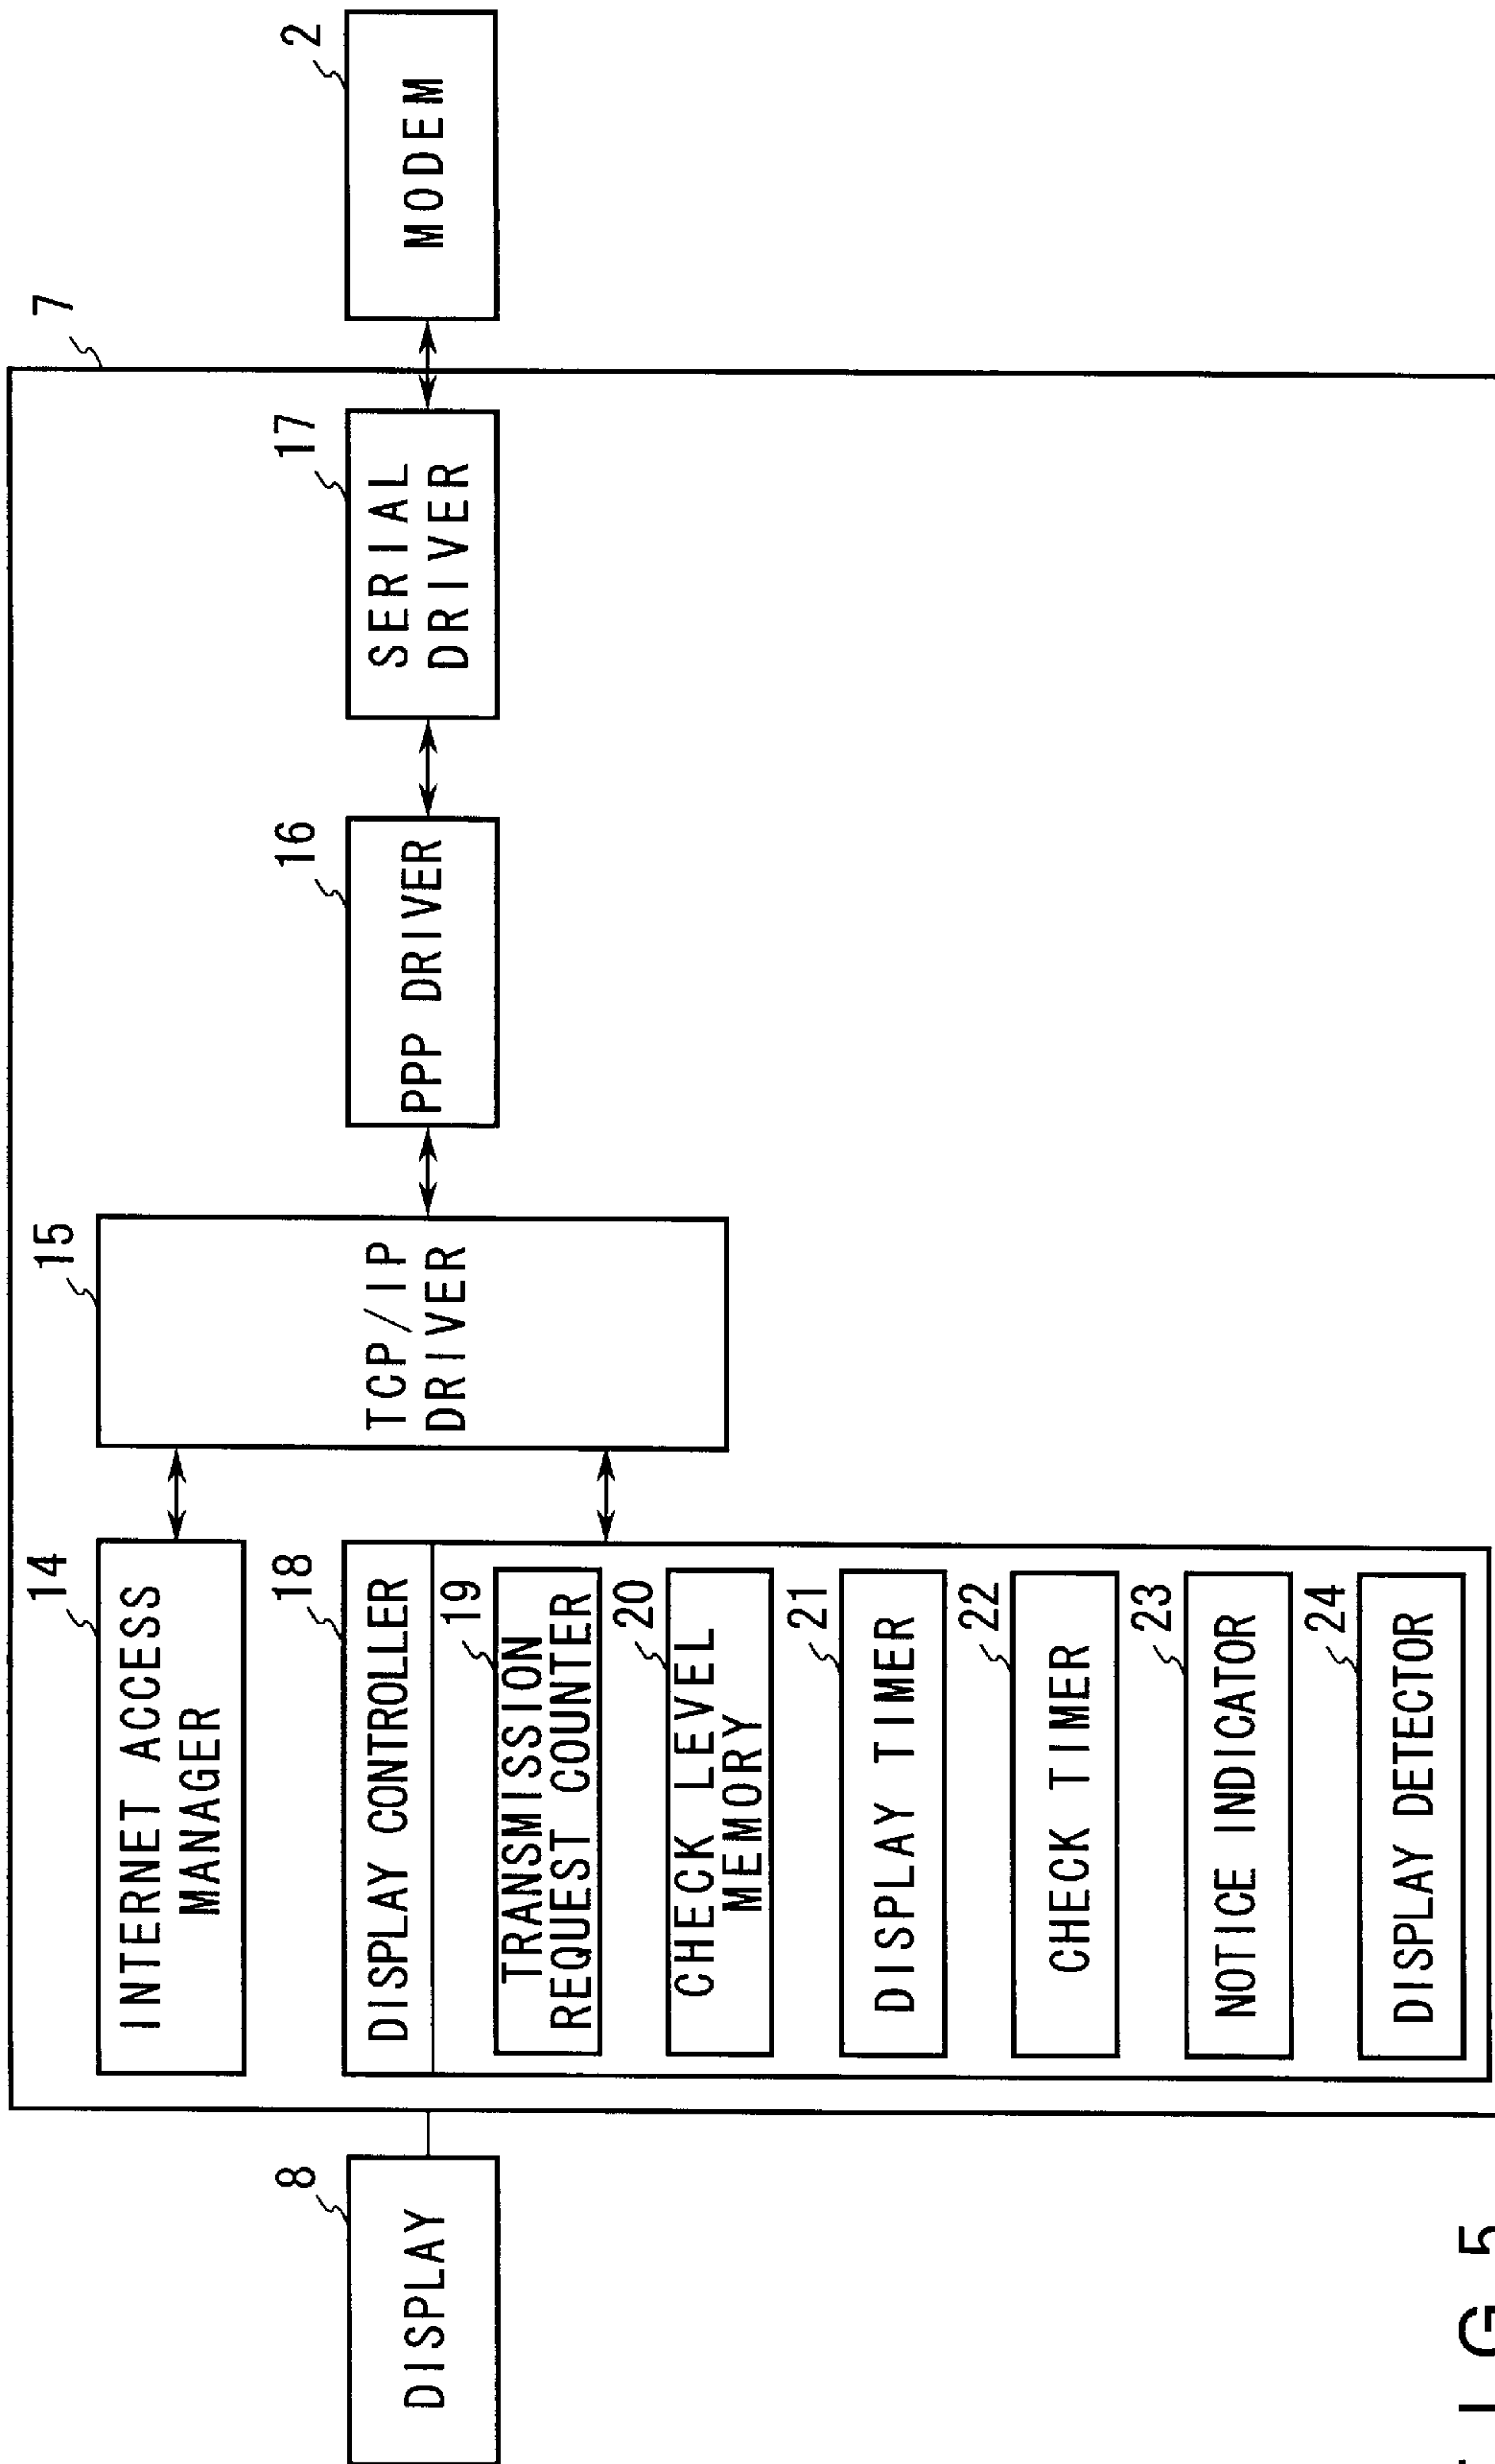 7
14
INTERNET ACCESS
MANAGER
15
TCP/IP
DRIVER
8
DISPLAY
18
DISPLAY CONTROLLER
16
PPP DRIVER
17
SERIAL
DRIVER
2
MODEM
19
TRANSMISSION
REQUEST COUNTER
20
CHECK LEVEL
MEMORY
21
DISPLAY TIMER
22
CHECK TIMER
23
NOTICE INDICATOR
24
DISPLAY DETECTOR
IG 5